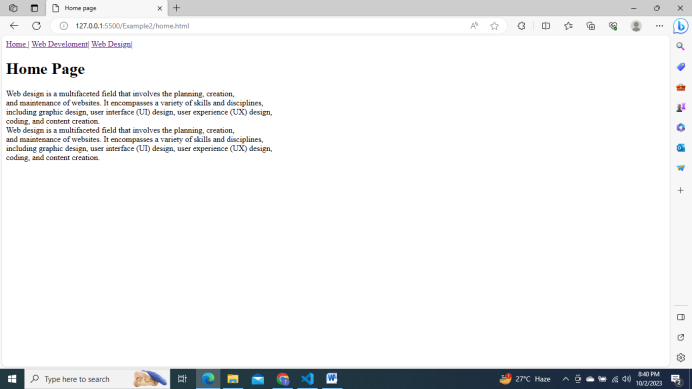 Home page
127.0.0.1:5500/Example2/home.html
Home | Web Develoment| Web Design|
Home Page
Web design is a multifaceted field that involves the planning, creation,
and maintenance of websites. It encompasses a variety of skills and disciplines,
including graphic design, user interface (UI) design, user experience (UX) design,
coding, and content creation.
Web design is a multifaceted field that involves the planning, creation,
and maintenance of websites. It encompasses a variety of skills and disciplines,
including graphic design, user interface (UI) design, user experience (UX) design,
coding, and content creation.
Type here to search
27°C Haze
8:40 PM
10/2/2023